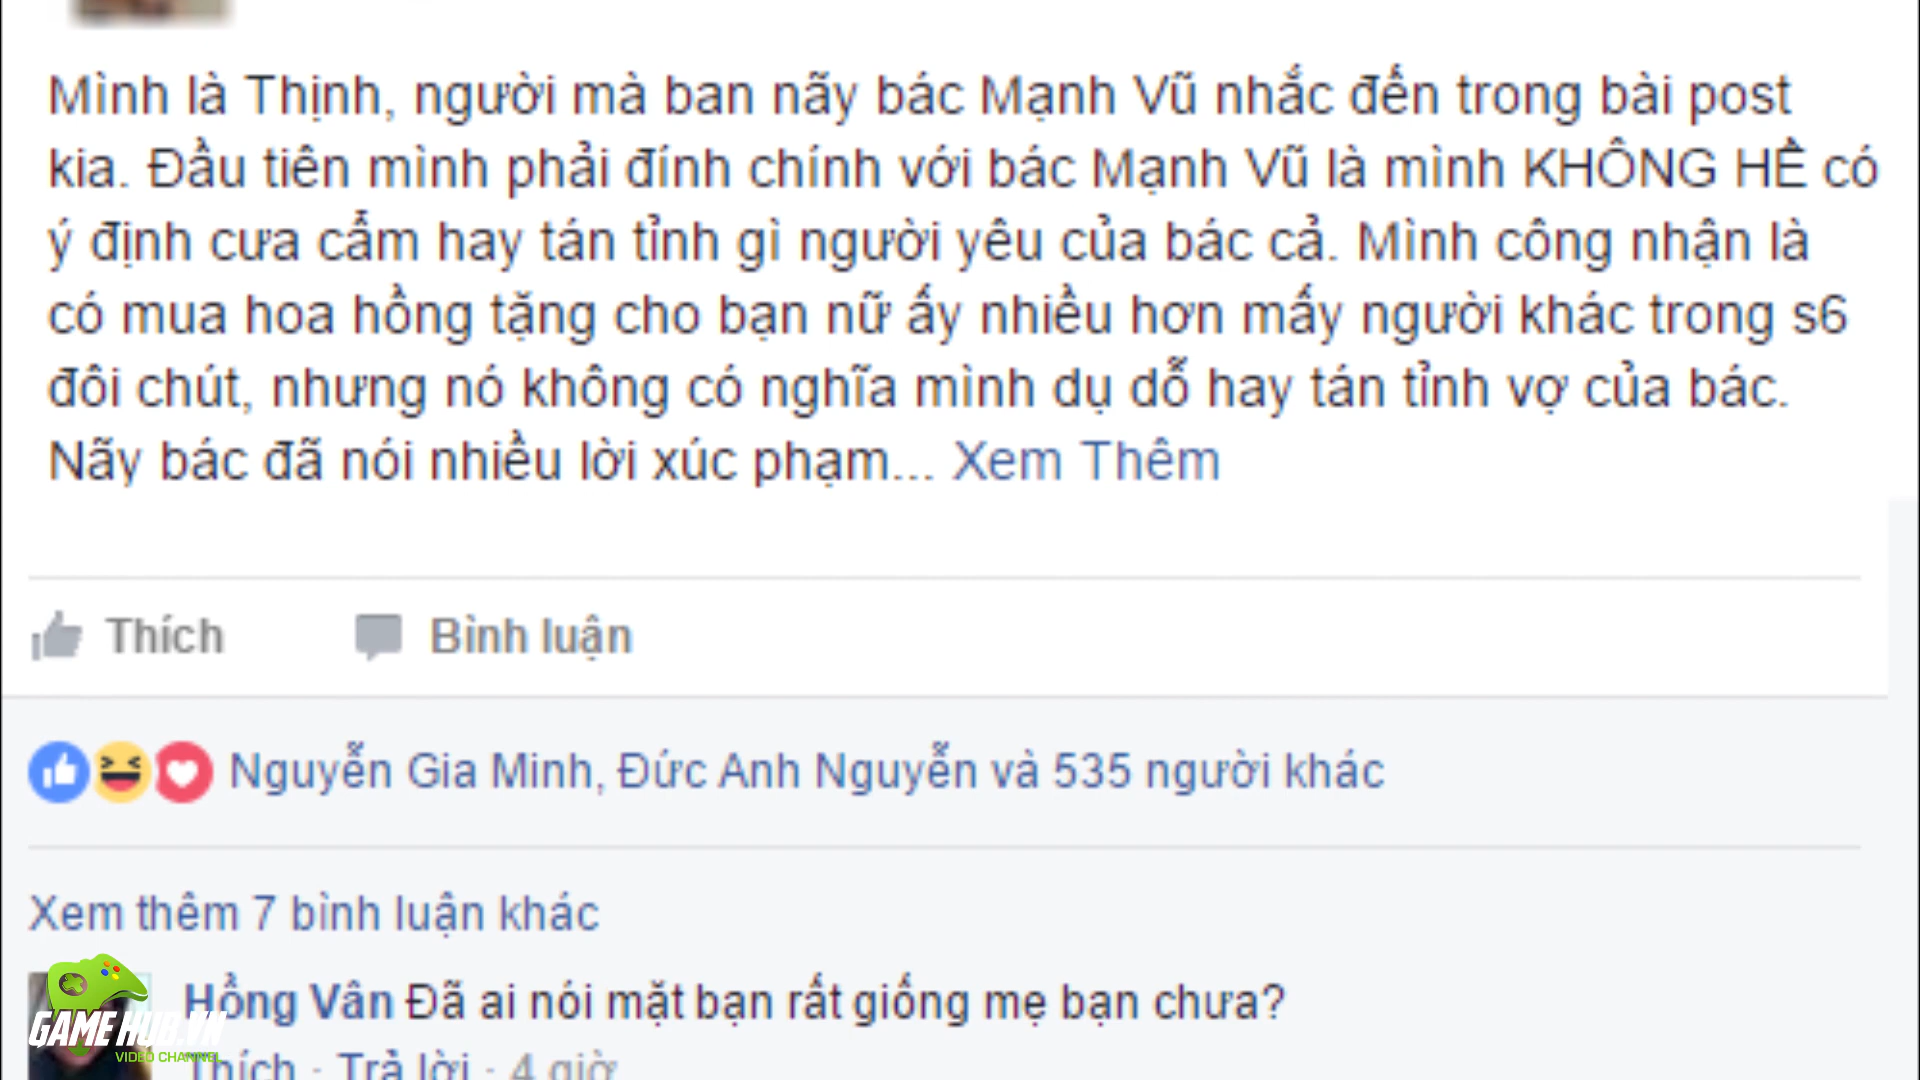 Mình là Thịnh, người mà ban nãy bác Mạnh Vũ nhắc đến trong bài post
kia. Đầu tiên mình phải đính chính với bác Mạnh Vũ là mình KHÔNG HỀ có
ý định cưa cẩm hay tán tỉnh gì người yêu của bác cả. Mình công nhận là
có mua hoa hồng tặng cho bạn nữ ấy nhiều hơn mấy người khác trong s6
đôi chút, nhưng nó không có nghĩa mình dụ dỗ hay tán tỉnh vợ của bác.
Nãy bác đã nói nhiều lời xúc phạm... Xem Thêm
Thích Bình luận
Nguyễn Gia Minh, Đức Anh Nguyễn và 535 người khác
Xem thêm 7 bình luận khác
Hồng Vân Đã ai nói mặt bạn rất giống mẹ bạn chưa?
GAME HUB.VN
VIDEO CHANNEL
Thích · Trả lời · 4 giờ